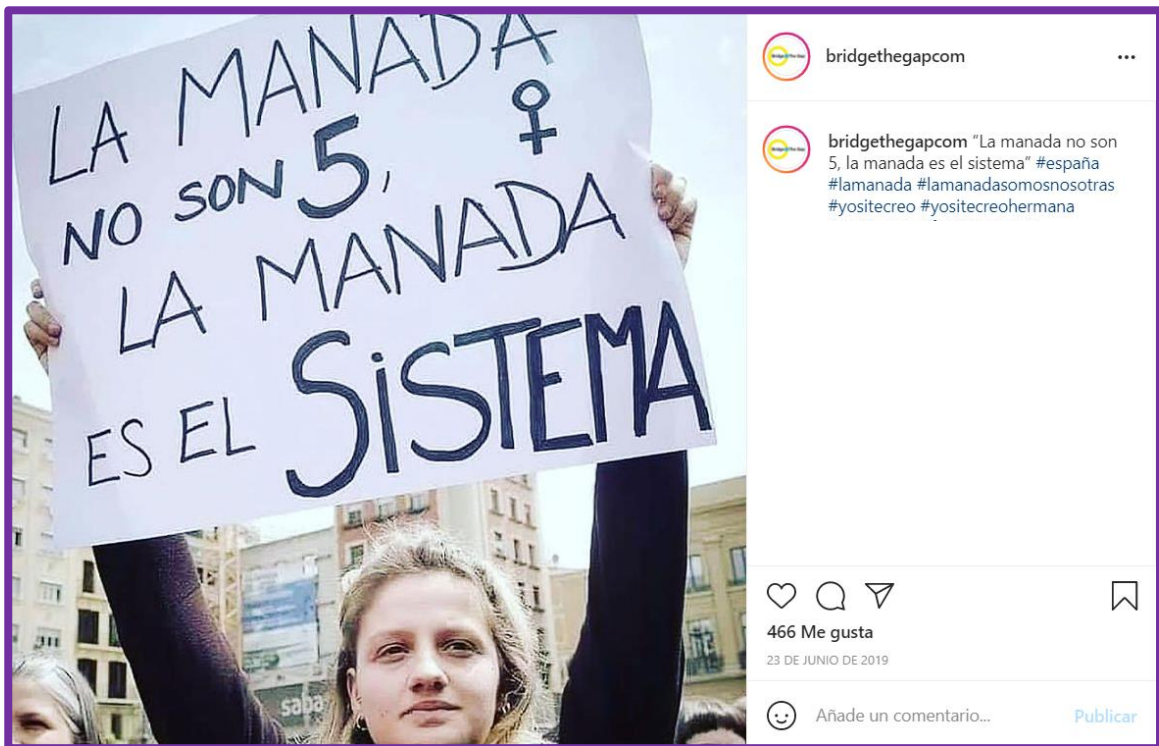 LA MANADA
NO SON 5,
LA MANADA
ES EL SiSTEMA
saba
bridgethegapcom
bridgethegapcom "La manada no son
5, la manada es el sistema" #españa
#lamanada #lamanadasomosnosotras
#yositecreo #yositecreohermana
466 Me gusta
23 DE JUNIO DE 2019
Añade un comentario...
Publicar